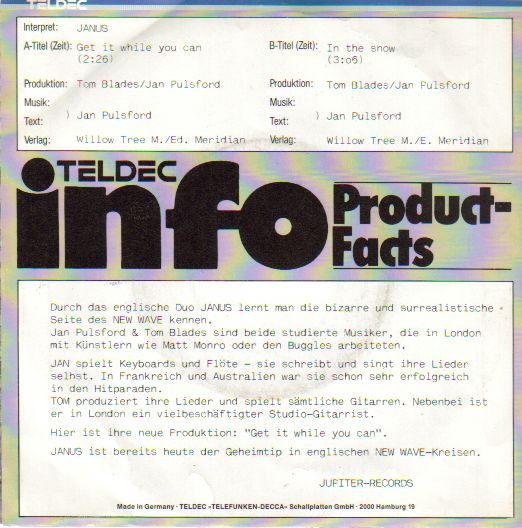 TELDEC
Interpret: JANUS
A-Titel (Zeit): Get it while you can B-Titel (Zeit): In the snow
(2:26) (3:06)
Produktion: Tom Blades/Jan Pulsford Produktion: Tom Blades/Jan Pulsford
Musik: Musik:
) Jan Pulsford ) Jan Pulsford
Text: Text:
Verlag: Willow Tree M./Ed. Meridian Verlag: Willow Tree M./E. Meridian
TELDEC
info Product-
Facts
Durch das englische Duo JANUS lernt man die bizarre und surrealistische
Seite des NEW WAVE kennen.
Jan Pulsford & Tom Blades sind beide studierte Musiker, die in London
mit Künstlern wie Matt Monro oder den Buggles arbeiteten.
JAN spielt Keyboards und Flöte - sie schreibt und singt ihre Lieder
selbst. In Frankreich und Australien war sie schon sehr erfolgreich
in den Hitparaden.
TOM produziert ihre Lieder und spielt sämtliche Gitarren. Nebenbei ist
er in London ein vielbeschäftigter Studio-Gitarrist.
Hier ist ihre neue Produktion: "Get it while you can".
JANUS ist bereits heute der Geheimtip in englischen NEW WAVE-Kreisen.
JUPITER-RECORDS
Made in Germany · TELDEC »TELEFUNKEN-DECCA« Schallplatten GmbH · 2000 Hamburg 19